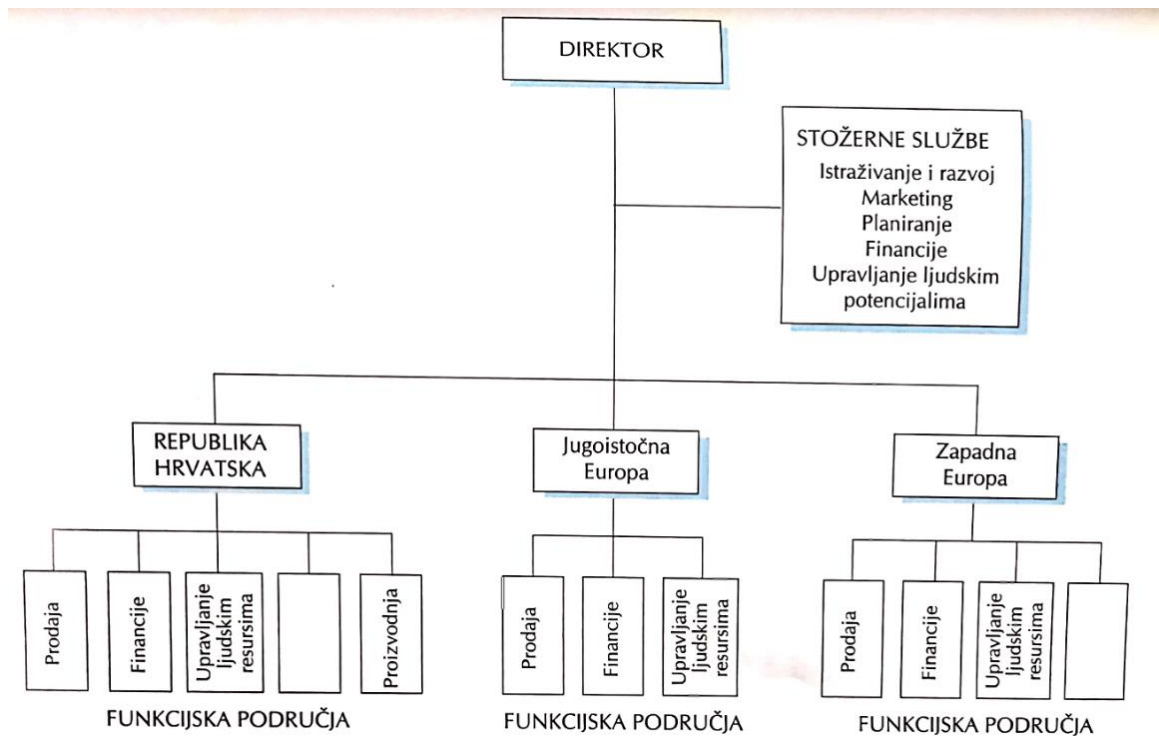 DIREKTOR
STOŽERNE SLUŽBE
Istraživanje i razvoj
Marketing
Planiranje
Financije
Upravljanje ljudskim
potencijalima
REPUBLIKA
HRVATSKA
Jugoistočna
Europa
Zapadna
Europa
Prodaja
Financije
Upravljanje
ljudskim
resursima
Proizvodnja
Prodaja
Financije
Upravljanje
ljudskim
resursima
Prodaja
Financije
Upravljanje
ljudskim
resursima
FUNKCIJSKA PODRUČJA
FUNKCIJSKA PODRUČJA
FUNKCIJSKA PODRUČJA